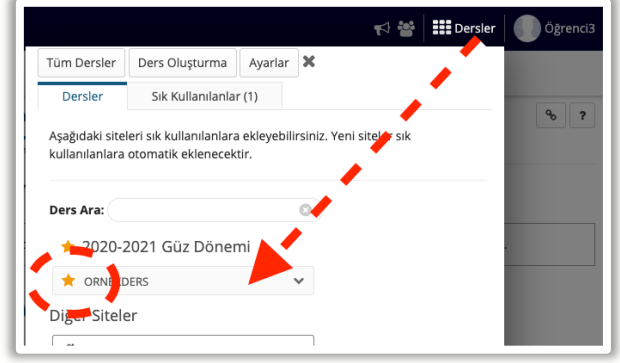 Dersler Öğrenci3
Tüm Dersler Ders Oluşturma Ayarlar
Dersler Sık Kullanılanlar (1)
?
Aşağıdaki siteleri sık kullanılanlara ekleyebilirsiniz. Yeni siteler sık
kullanılanlara otomatik eklenecektir.
Ders Ara:
2020-2021 Güz Dönemi
ORNEKDERS
Diğer Siteler